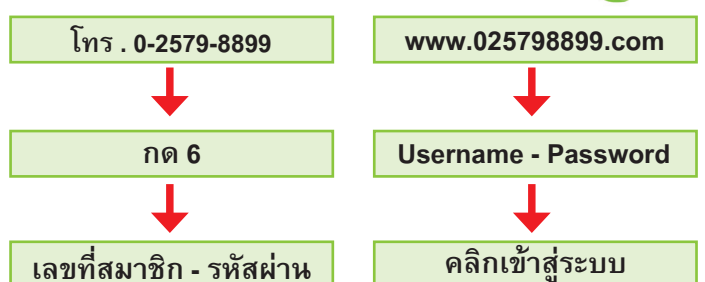 โทร . 0-2579-8899
กด 6
เลขที่สมาชิก - รหัสผ่าน
www.025798899.com
Username - Password
คลิกเข้าสู่ระบบ